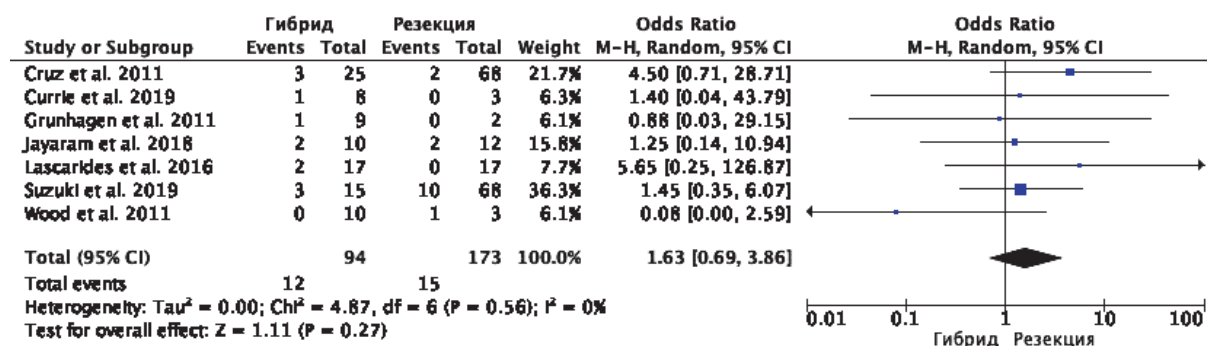 Гибрид Резекция Odds Ratio Odds Ratio
Study or Subgroup Events Total Events Total Weight M-H, Random, 95% CI M-H, Random, 95% CI
Cruz et al. 2011 3 25 2 68 21.7% 4.50 [0.71, 28.71]
Currie et al. 2019 1 8 0 3 6.3% 1.40 [0.04, 43.79]
Grunhagen et al. 2011 1 9 0 2 6.1% 0.88 [0.03, 29.15]
Jayaram et al. 2018 2 10 2 12 15.8% 1.25 [0.14, 10.94]
Lascarides et al. 2016 2 17 0 17 7.7% 5.65 [0.25, 126.87]
Suzuki et al. 2019 3 15 10 68 36.3% 1.45 [0.35, 6.07]
Wood et al. 2011 0 10 1 3 6.1% 0.08 [0.00, 2.59]
Total (95% CI) 94 173 100.0% 1.63 [0.69, 3.86]
Total events 12 15
Heterogeneity: Tau² = 0.00; Chi² = 4.87, df = 6 (P = 0.56); I² = 0%
Test for overall effect: Z = 1.11 (P = 0.27)
0.01 0.1 1 10 100
Гибрид Резекция